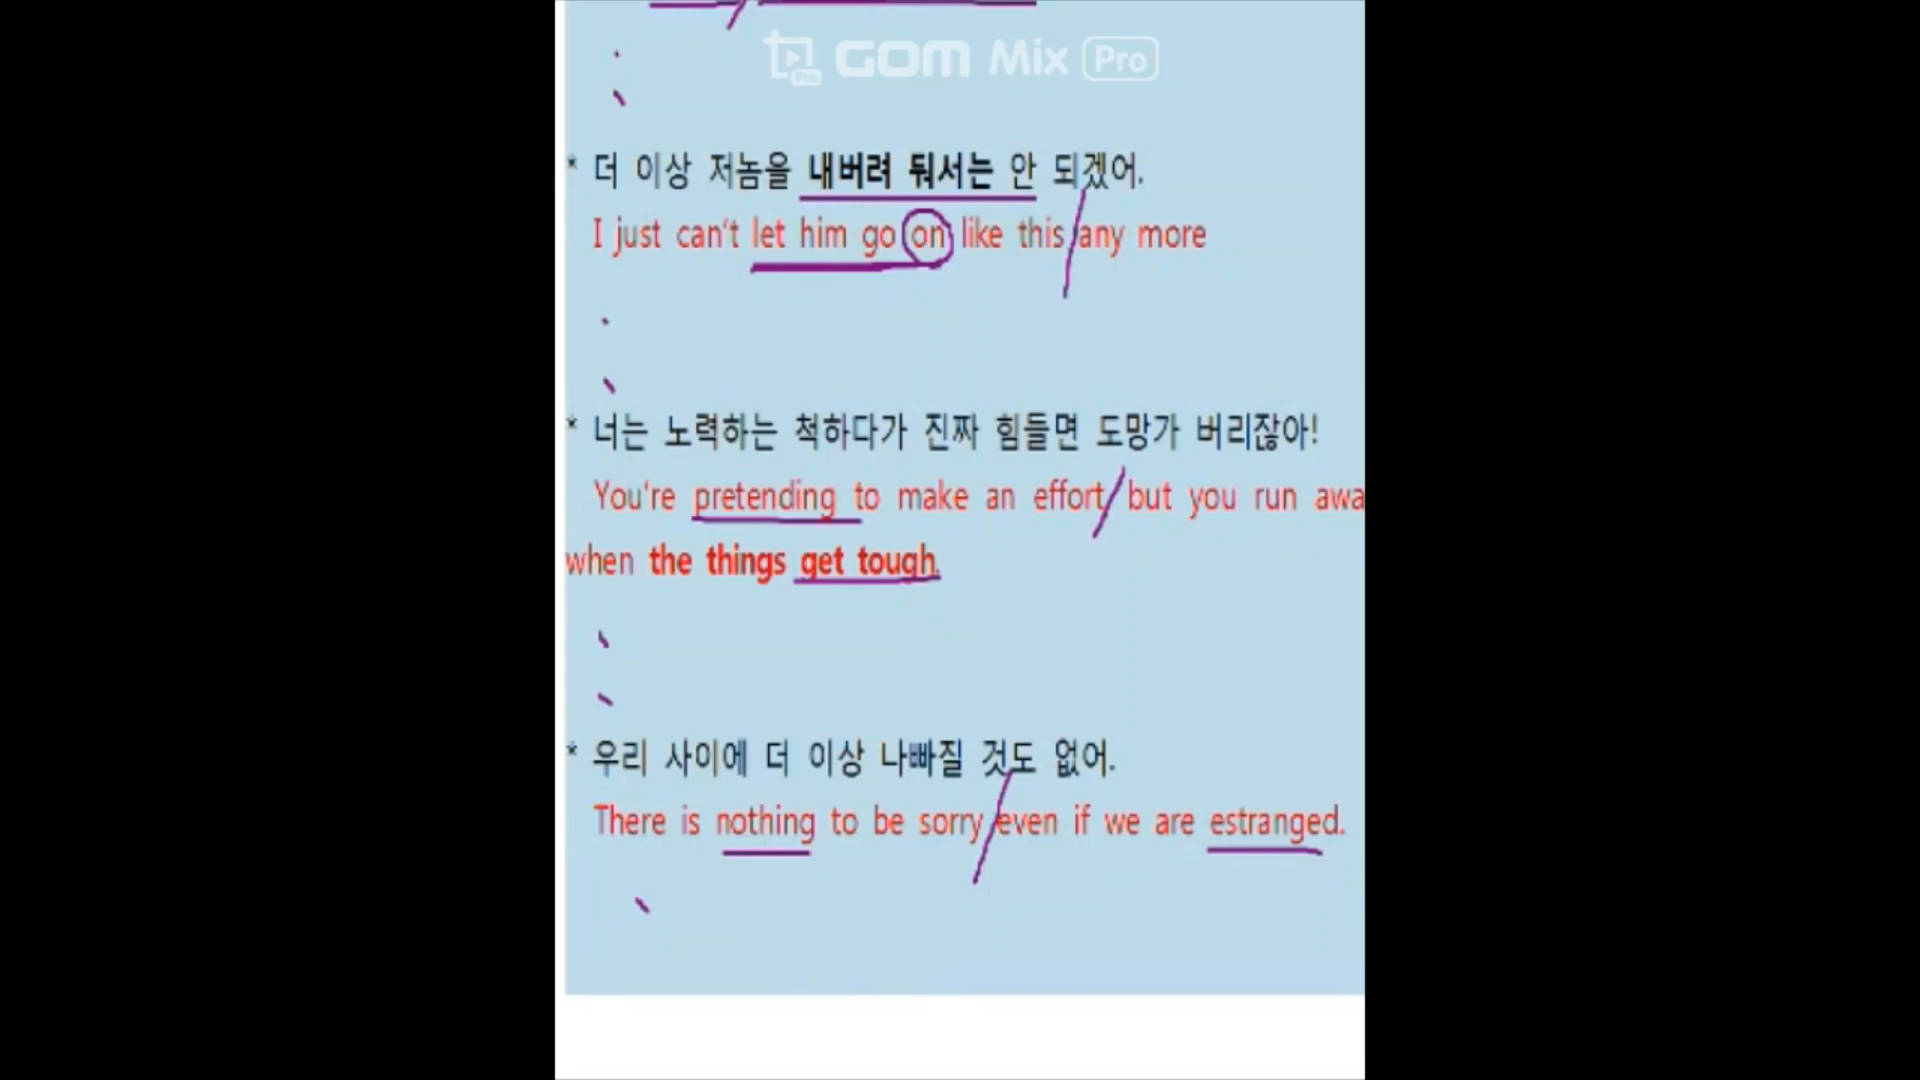 GOM Mix Pro
Pro
* 더 이상 저놈을 내버려 둬서는 안 되겠어.
I just can't let him go on like this any more
* 너는 노력하는 척하다가 진짜 힘들면 도망가 버리잖아!
You're pretending to make an effort, but you run awa
when the things get tough.
* 우리 사이에 더 이상 나빠질 것도 없어.
There is nothing to be sorry even if we are estranged.